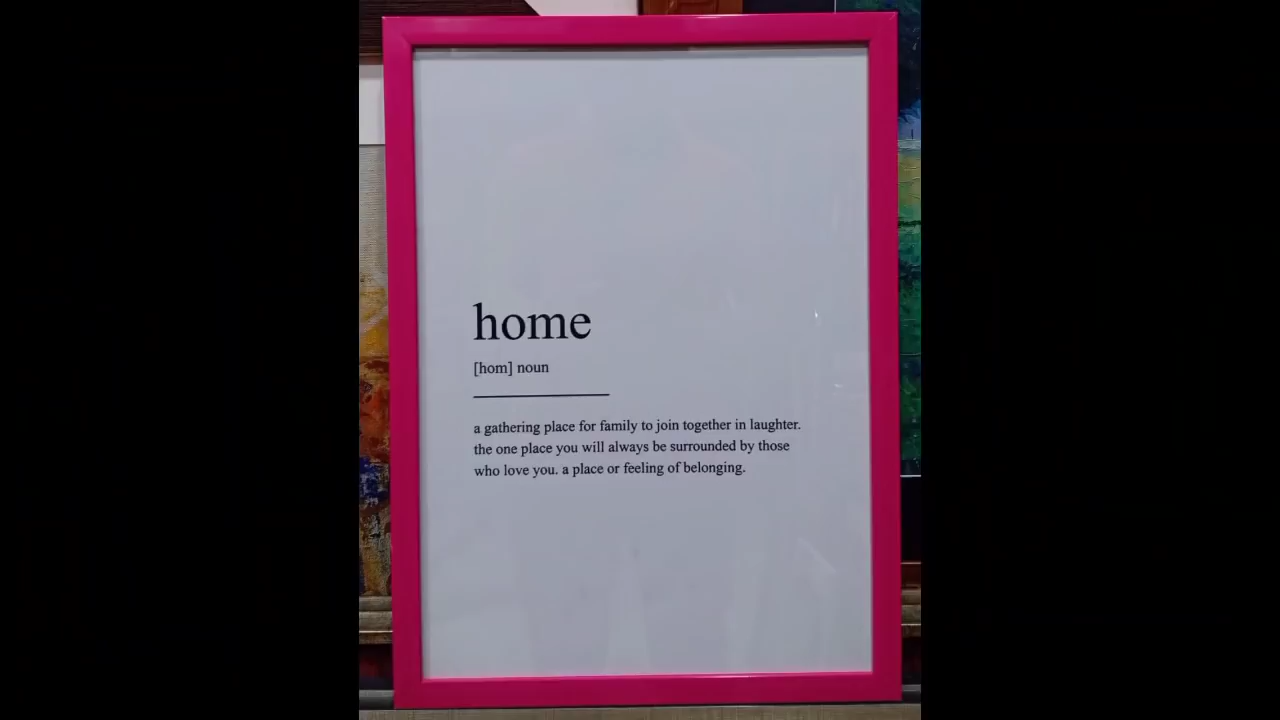 home
[hom] noun
a gathering place for family to join together in laughter.
the one place you will always be surrounded by those
who love you. a place or feeling of belonging.